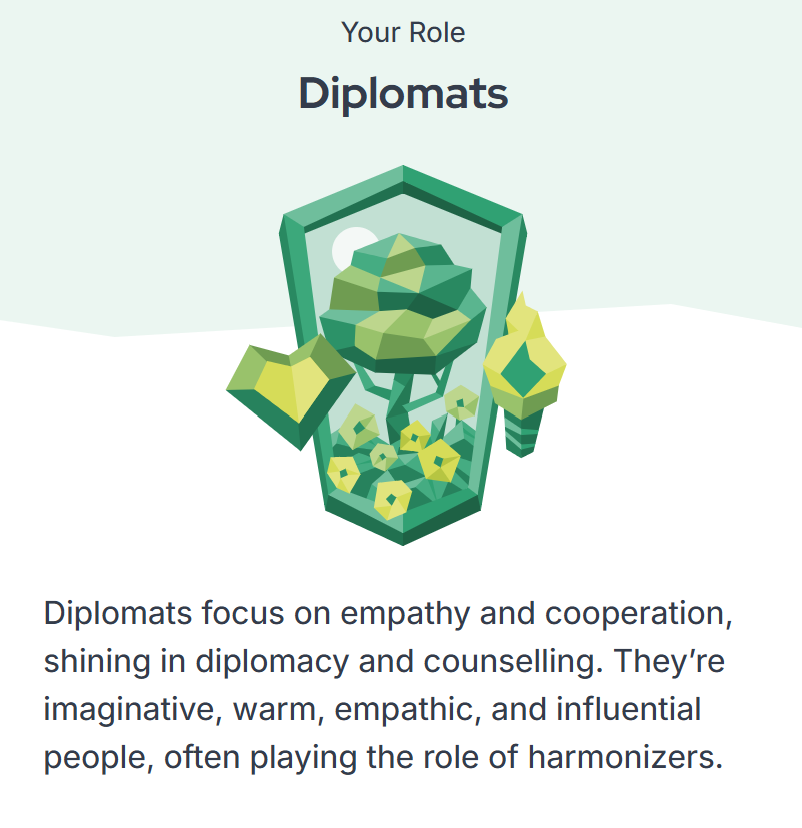 Your Role
Diplomats
Diplomats focus on empathy and cooperation,
shining in diplomacy and counselling. They’re
imaginative, warm, empathic, and influential
people, often playing the role of harmonizers.